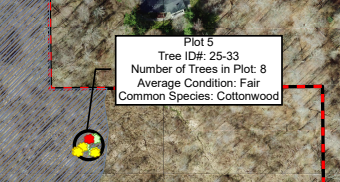 Plot 5
Tree ID#: 25-33
Number of Trees in Plot: 8
Average Condition: Fair
Common Species: Cottonwood